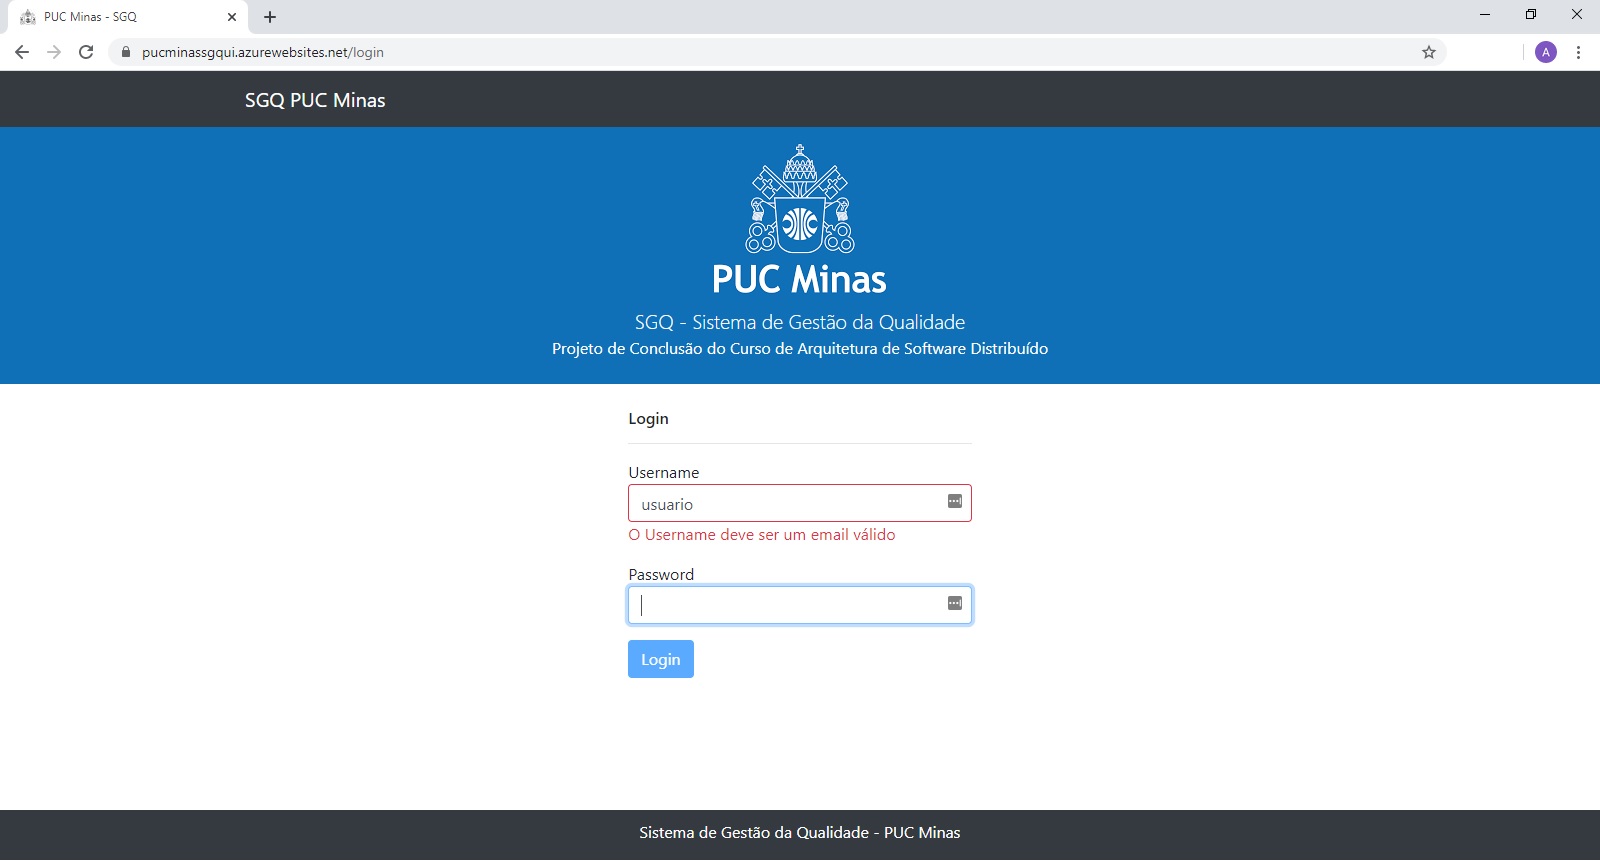 PUC Minas - SGQ
pucminassgqui.azurewebsites.net/login
A
SGQ PUC Minas
PUC Minas
SGQ - Sistema de Gestão da Qualidade
Projeto de Conclusão do Curso de Arquitetura de Software Distribuído
Login
Username
usuario
O Username deve ser um email válido
Password
Login
Sistema de Gestão da Qualidade - PUC Minas